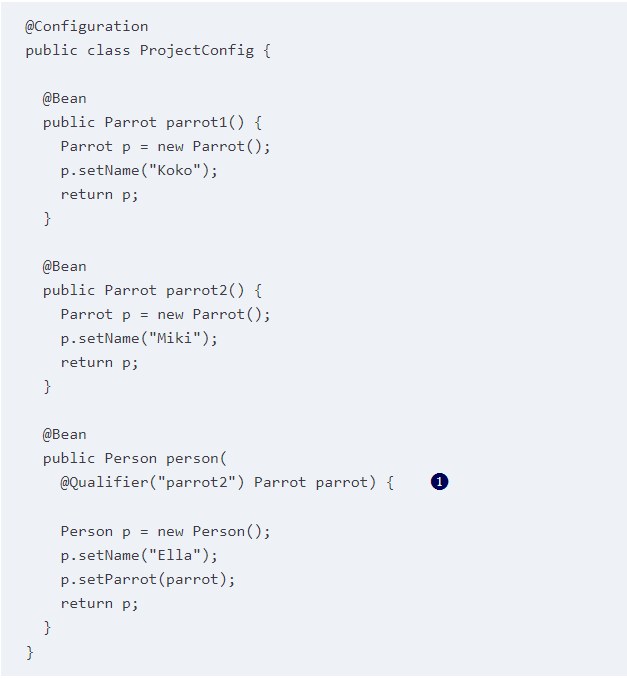 @Configuration
public class ProjectConfig {
  @Bean
  public Parrot parrot1() {
    Parrot p = new Parrot();
    p.setName("Koko");
    return p;
  }
  @Bean
  public Parrot parrot2() {
    Parrot p = new Parrot();
    p.setName("Miki");
    return p;
  }
  @Bean
  public Person person(
    @Qualifier("parrot2") Parrot parrot) { 1
    Person p = new Person();
    p.setName("Ella");
    p.setParrot(parrot);
    return p;
  }
}